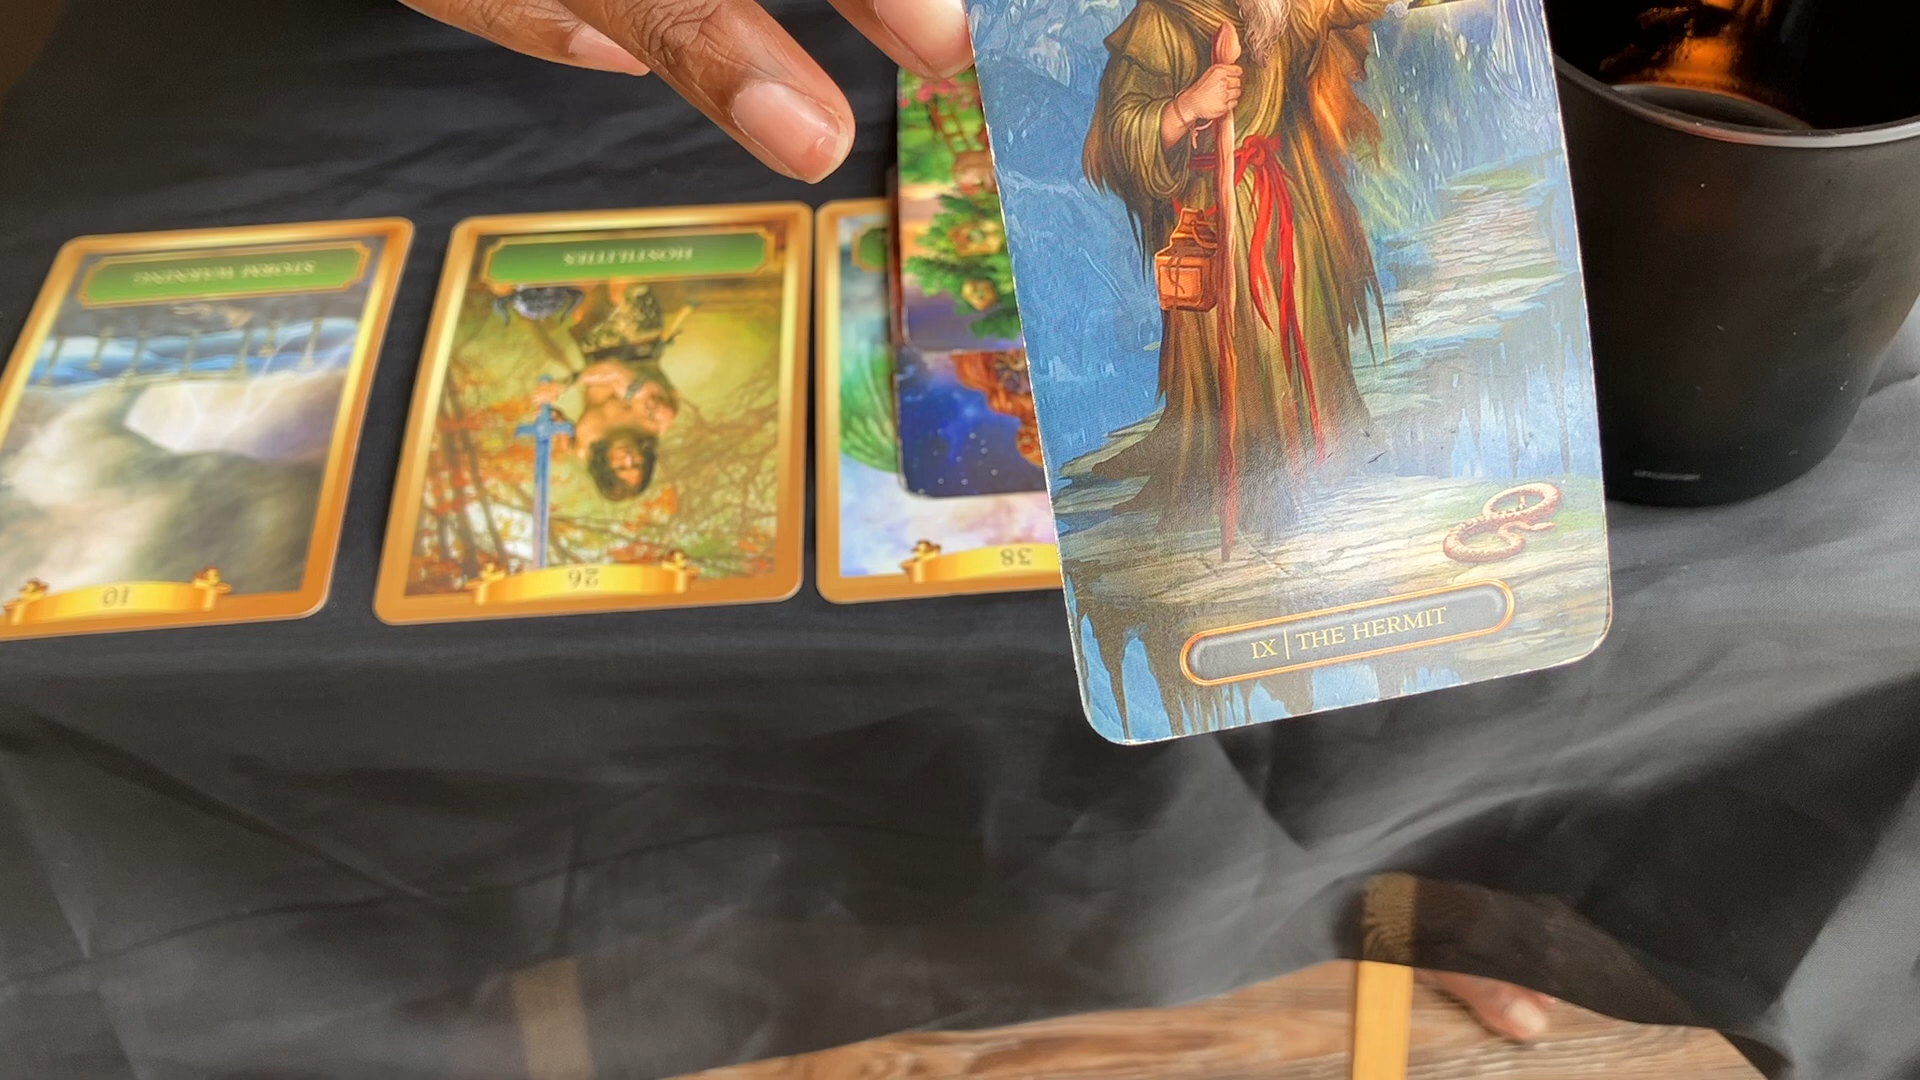 STORM WARNING
HOSTILITIES
10
26
38
IX | THE HERMIT